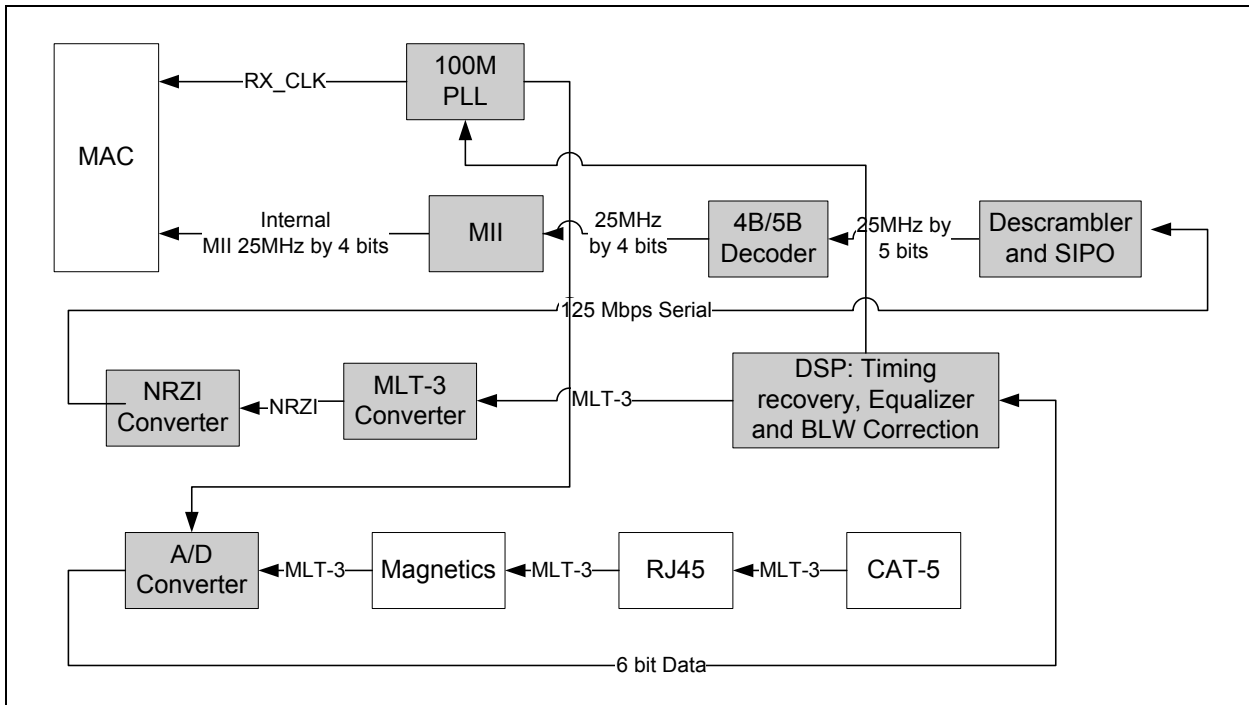 RX_CLK
100M
PLL
MAC
Internal
MII 25MHz by 4 bits
MII
25MHz
by 4 bits
4B/5B
Decoder
25MHz by
5 bits
Descrambler
and SIPO
125 Mbps Serial
NRZI
Converter
NRZI
MLT-3
Converter
MLT-3
DSP: Timing
recovery, Equalizer
and BLW Correction
A/D
Converter
MLT-3
Magnetics
MLT-3
RJ45
MLT-3
CAT-5
6 bit Data